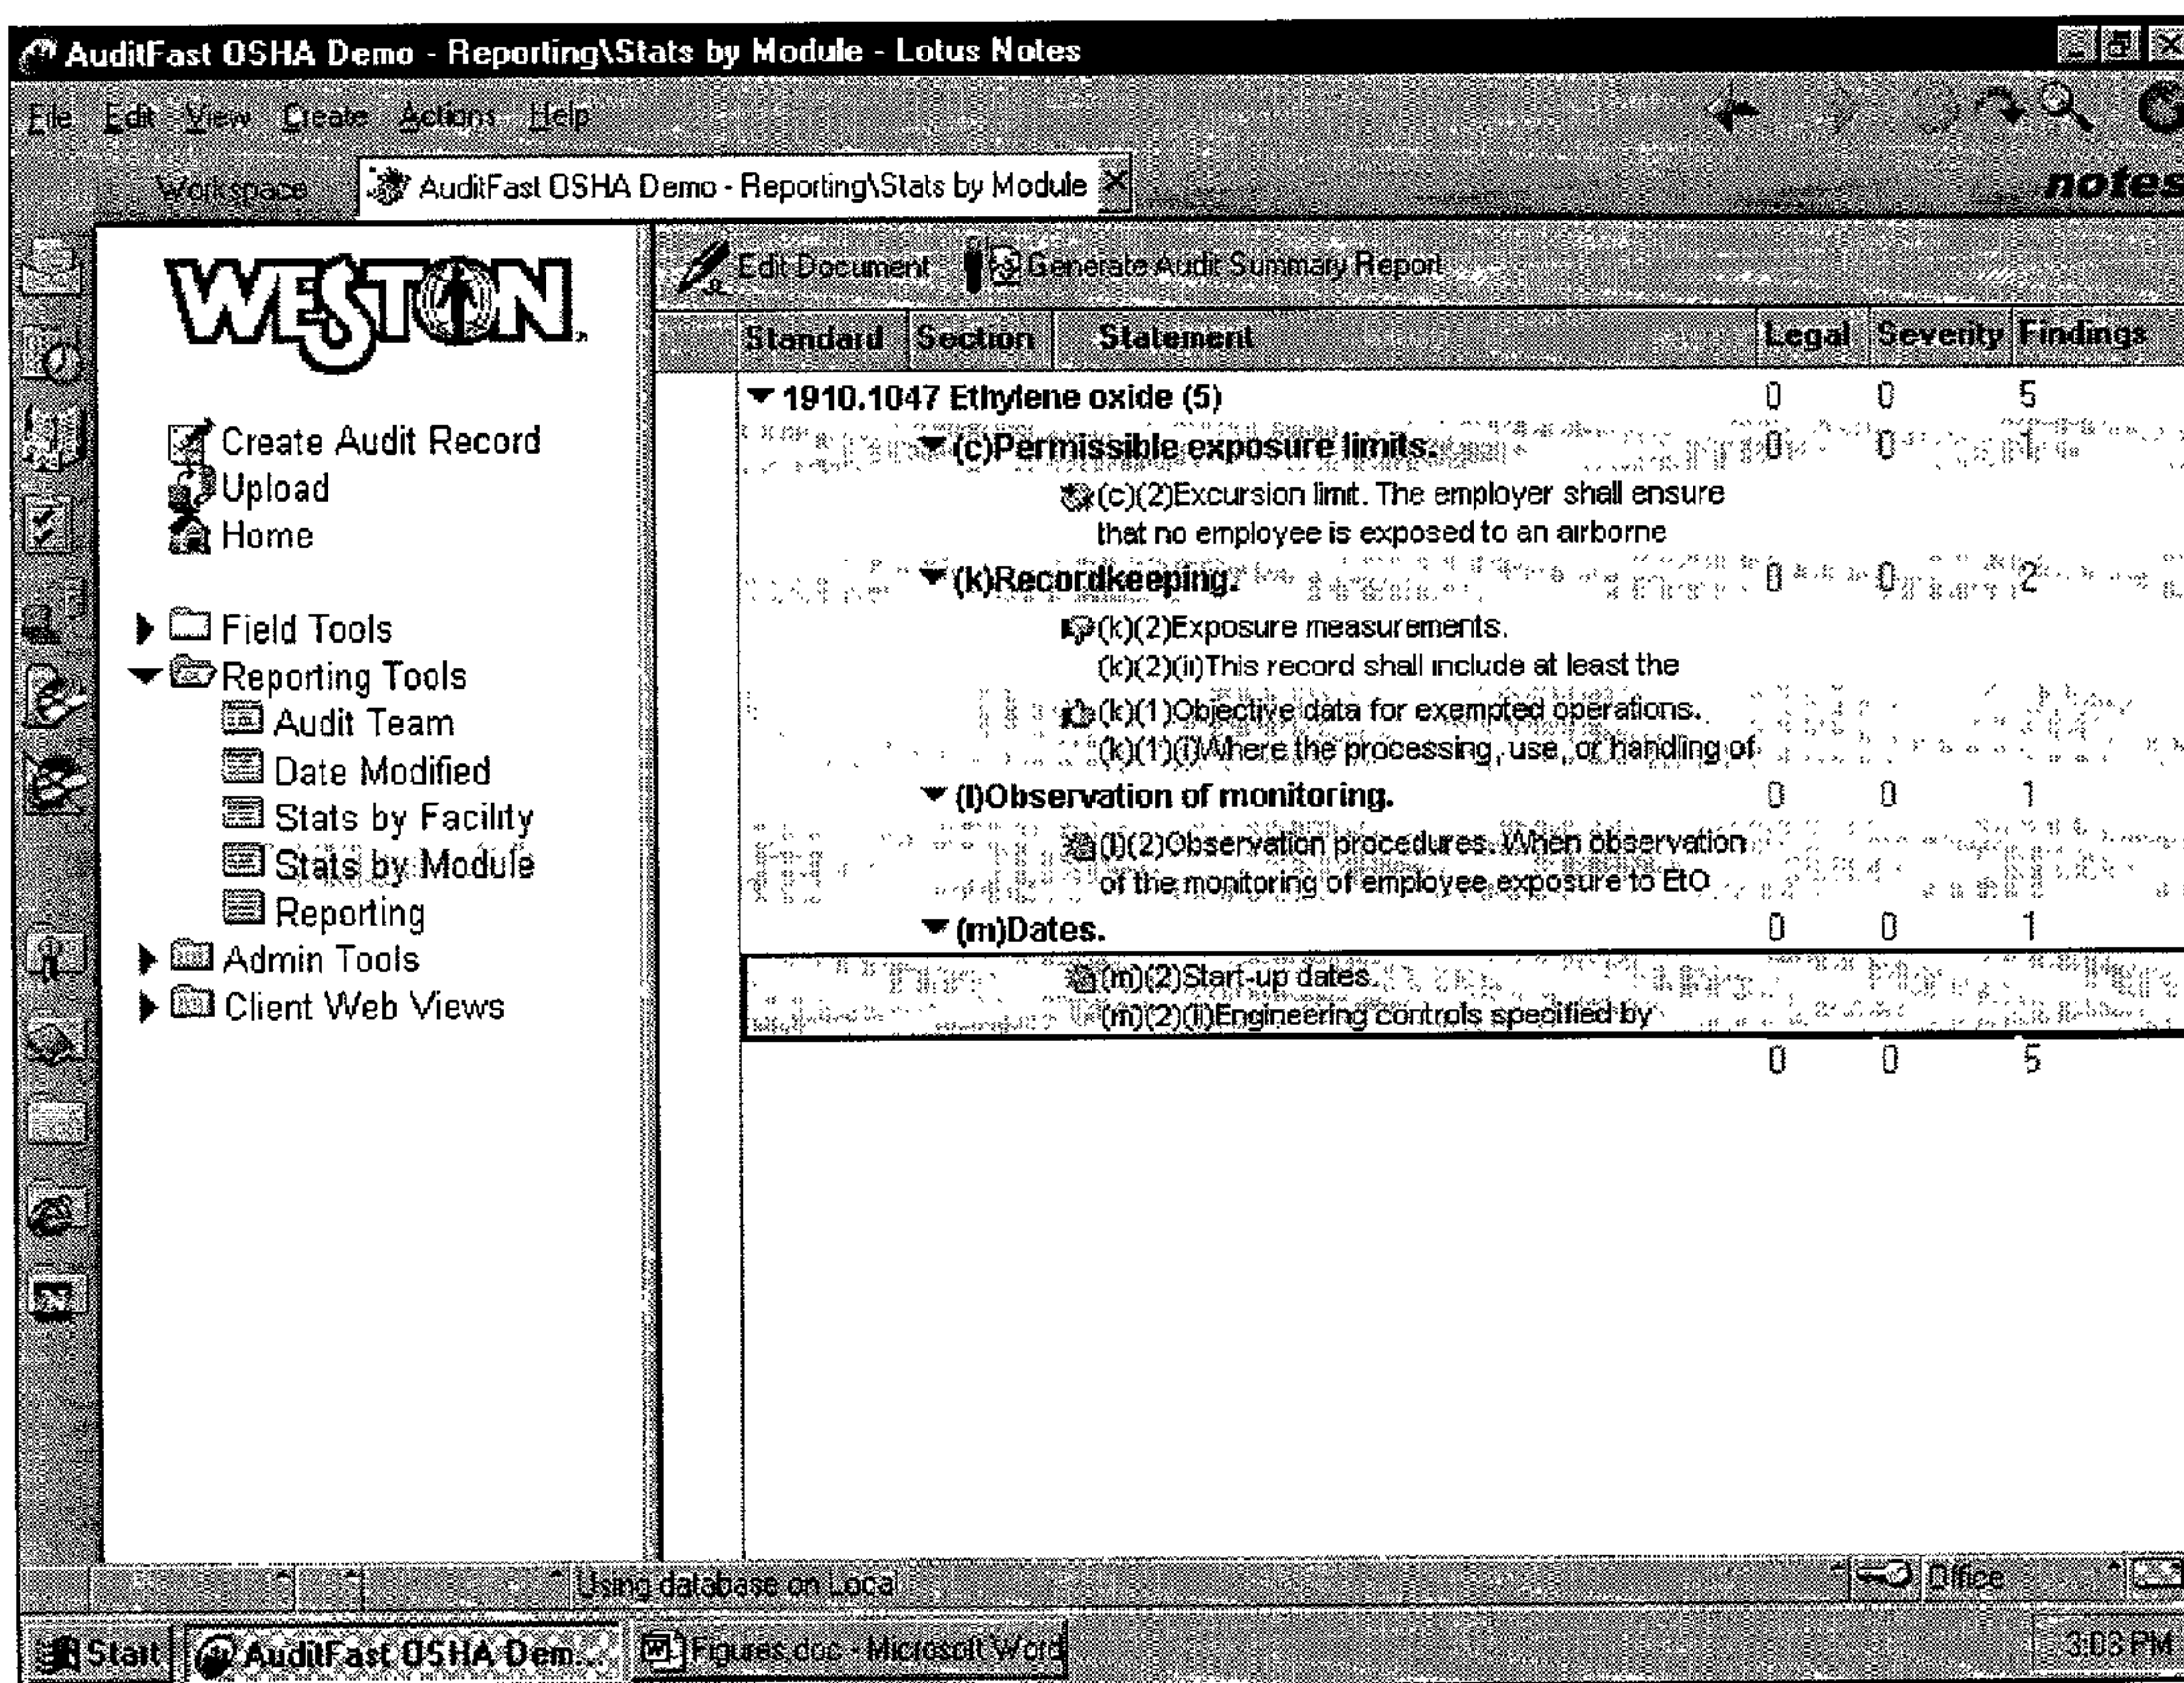 AuditFast OSHA Demo - Reporting\Stats by Module - Lotus Notes
File Edit View Create Actions Help
Workspace AuditFast OSHA Demo - Reporting\Stats by Module
notes
WESTON
Create Audit Record
Upload
Home
Field Tools
Reporting Tools
Audit Team
Date Modified
Stats by Facility
Stats by Module
Reporting
Admin Tools
Client Web Views
Edit Document Generate Audit Summary Report
Standard Section Statement Legal Severity Findings
1910.1047 Ethylene oxide (5) 0 0 5
(c)Permissible exposure limits. 0 0 1
(c)(2)Excursion limit. The employer shall ensure
that no employee is exposed to an airborne
(k)Recordkeeping. 0 0 2
(k)(2)Exposure measurements.
(k)(2)(ii)This record shall include at least the
(k)(1)Objective data for exempted operations.
(k)(1)(i)Where the processing, use, or handling of
(l)Observation of monitoring. 0 0 1
(l)(2)Observation procedures. When observation
of the monitoring of employee exposure to EtO
(m)Dates. 0 0 1
(m)(2)Start-up dates.
(m)(2)(ii)Engineering controls specified by
0 0 5
Using database on Local
Office
Start AuditFast OSHA Dem... Figures.doc - Microsoft Word 3:03 PM